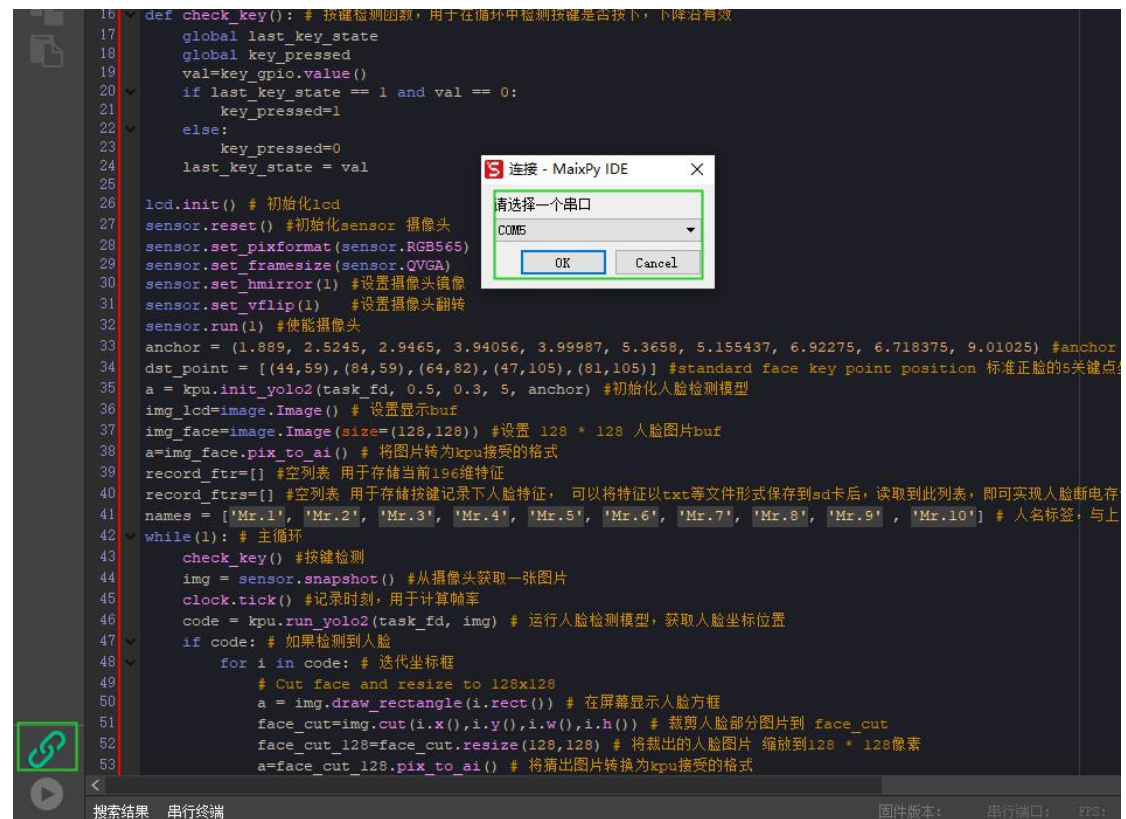 16 def check_key(): # 按键检测函数，用于在循环中检测按键是否按下，下降沿有效
17 global last_key_state
18 global key_pressed
19 val=key_gpio.value()
20 if last_key_state == 1 and val == 0:
21 key_pressed=1
22 else:
23 key_pressed=0
24 last_key_state = val
连接 - MaixPy IDE
请选择一个串口
COM5
OK Cancel
25
26 lcd.init() # 初始化lcd
27 sensor.reset() #初始化sensor 摄像头
28 sensor.set_pixformat(sensor.RGB565)
29 sensor.set_framesize(sensor.QVGA)
30 sensor.set_hmirror(1) #设置摄像头镜像
31 sensor.set_vflip(1) #设置摄像头翻转
32 sensor.run(1) #使能摄像头
33 anchor = (1.889, 2.5245, 2.9465, 3.94056, 3.99987, 5.3658, 5.155437, 6.92275, 6.718375, 9.01025) #anchor
34 dst_point = [(44,59),(84,59),(64,82),(47,105),(81,105)] #standard face key point position 标准正脸的5关键点
35 a = kpu.init_yolo2(task_fd, 0.5, 0.3, 5, anchor) #初始化人脸检测模型
36 img_lcd=image.Image() # 设置显示buf
37 img_face=image.Image(size=(128,128)) #设置 128 * 128 人脸图片buf
38 a=img_face.pix_to_ai() # 将图片转为kpu接受的格式
39 record_ftr=[] #空列表 用于存储当前196维特征
40 record_ftrs=[] #空列表 用于存储按键记录下人脸特征， 可以将特征以txt等文件形式保存到sd卡后，读取到此列表，即可实现人脸断电存
41 names = ['Mr.1', 'Mr.2', 'Mr.3', 'Mr.4', 'Mr.5', 'Mr.6', 'Mr.7', 'Mr.8', 'Mr.9' , 'Mr.10'] # 人名标签，与上
42 while(1): # 主循环
43 check_key() #按键检测
44 img = sensor.snapshot() #从摄像头获取一张图片
45 clock.tick() #记录时刻，用于计算帧率
46 code = kpu.run_yolo2(task_fd, img) # 运行人脸检测模型，获取人脸坐标位置
47 if code: # 如果检测到人脸
48 for i in code: # 迭代坐标框
49 # Cut face and resize to 128x128
50 a = img.draw_rectangle(i.rect()) # 在屏幕显示人脸方框
51 face_cut=img.cut(i.x(),i.y(),i.w(),i.h()) # 裁剪人脸部分图片到 face_cut
52 face_cut_128=face_cut.resize(128,128) # 将裁出的人脸图片 缩放到128 * 128像素
53 a=face_cut_128.pix_to_ai() # 将猜出图片转换为kpu接受的格式
搜索结果 串行终端 固件版本： 串行端口： FPS: